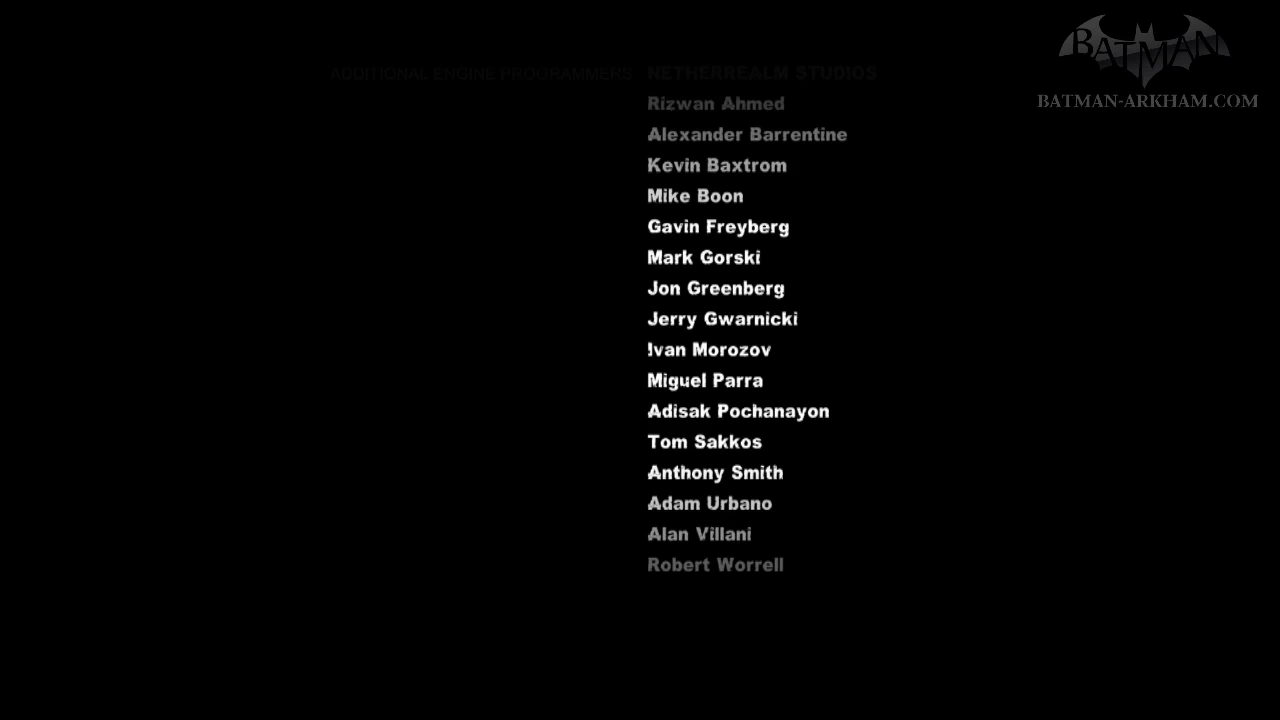 BATMAN
BATMAN-ARKHAM.COM
ADDITIONAL ENGINE PROGRAMMERS NETHERREALM STUDIOS
Rizwan Ahmed
Alexander Barrentine
Kevin Baxtrom
Mike Boon
Gavin Freyberg
Mark Gorski
Jon Greenberg
Jerry Gwarnicki
Ivan Morozov
Miguel Parra
Adisak Pochanayon
Tom Sakkos
Anthony Smith
Adam Urbano
Alan Villani
Robert Worrell